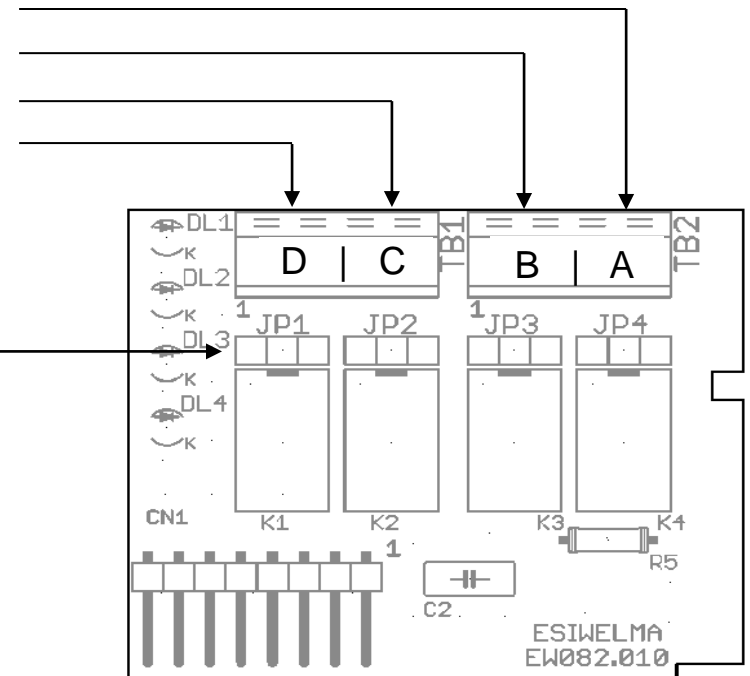 DL1
TB1
TB2
K
D | C
B | A
DL2
K
1
1
JP1
JP2
JP3
JP4
DL3
K
DL4
K
CN1
K1
K2
K3
K4
1
R5
C2
ESIWELMA
EW082.010